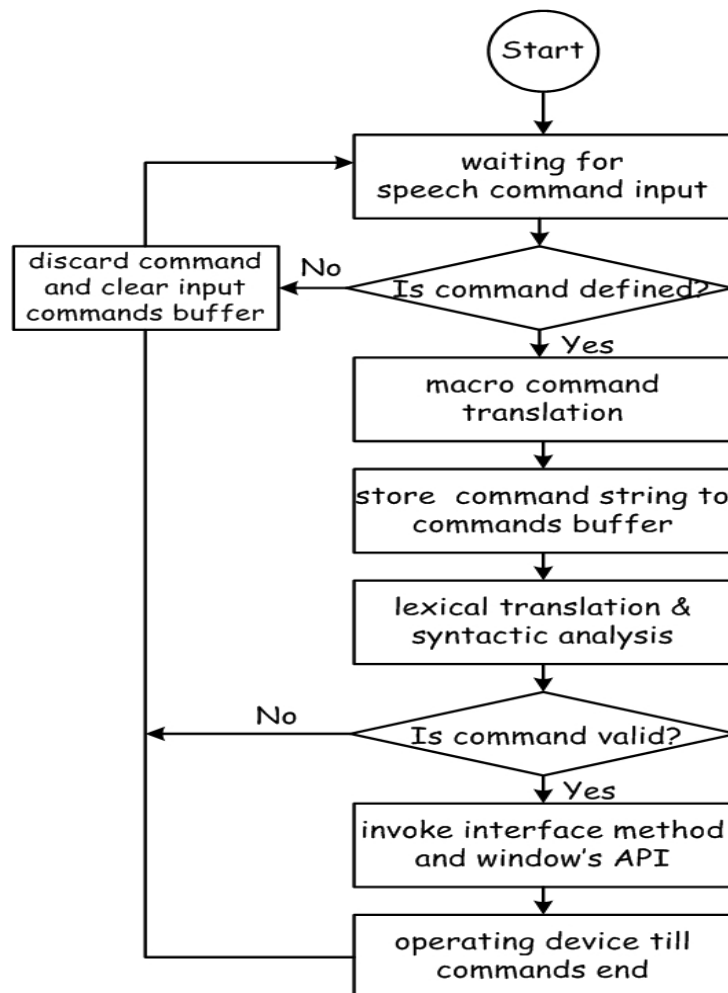 Start
waiting for
speech command input
discard command
and clear input
commands buffer
No
Is command defined?
Yes
macro command
translation
store command string to
commands buffer
lexical translation &
syntactic analysis
No
Is command valid?
Yes
invoke interface method
and window's API
operating device till
commands end